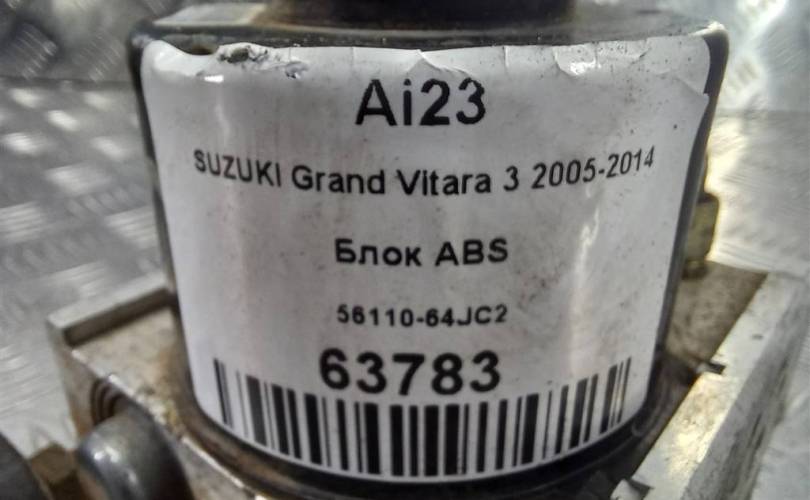 Ai23
SUZUKI Grand Vitara 3 2005-2014
Блок ABS
56110-64JC2
63783